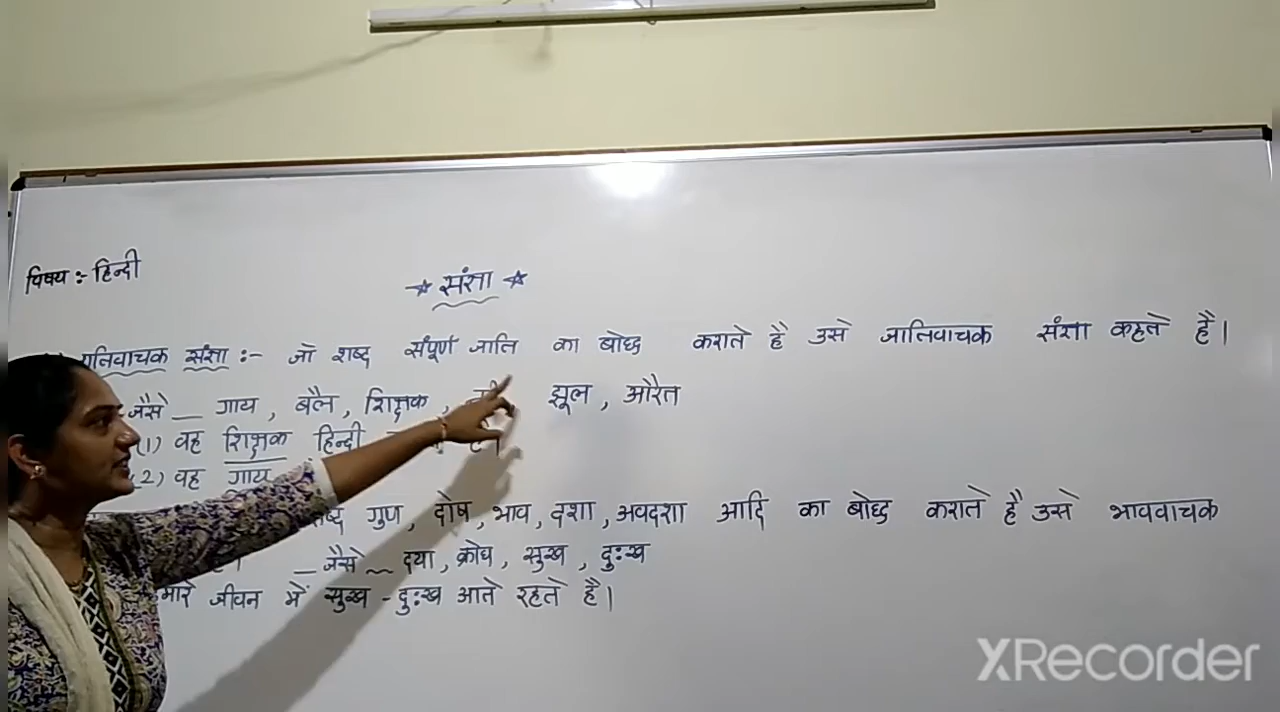 विषय :- हिन्दी
★ संज्ञा ★
जातिवाचक संज्ञा :- जो शब्द संपूर्ण जाति का बोध्द कराते है उसे जातिवाचक संज्ञा कहते है।
जैसे _ गाय, बैल, शिक्षक, झूल, औरत
(1) वह शिक्षक हिन्दी है।
(2) वह गाय
शब्द गुण, दोष, भाव, दशा, अवदशा आदि का बोध्द कराते है उसे भाववाचक
_ जैसे ~ दया, क्रोध, सुख, दुःख
जीवन में सुख - दुःख आते रहते है।
XRecorder